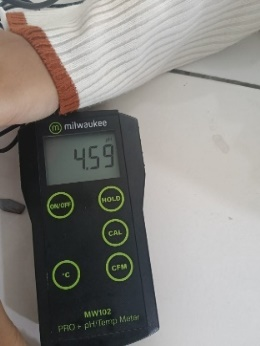 m milwaukee
4.59
ON/OFF
HOLD
CAL
°C
CFM
MW102
PRO + pH/Temp Meter